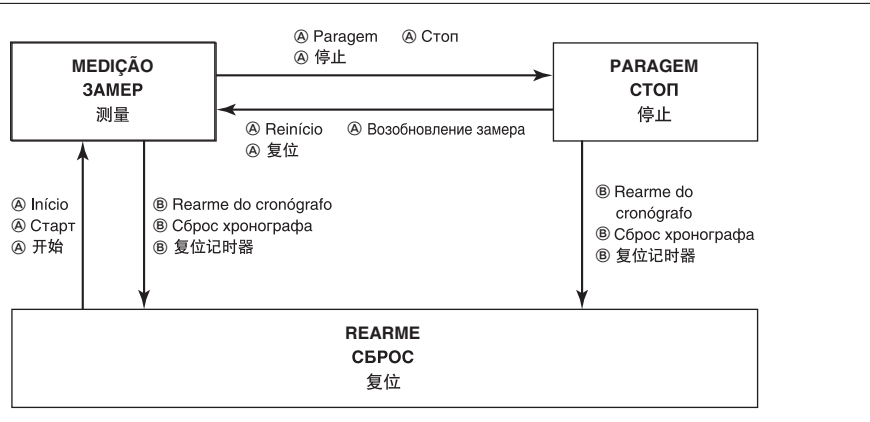 Ⓐ Paragem Ⓐ Стоп
Ⓐ 停止
MEDIÇÃO
ЗАМЕР
测量
PARAGEM
СТОП
停止
Ⓐ Reinício Ⓐ Возобновление замера
Ⓐ 复位
Ⓐ Início
Ⓐ Старт
Ⓐ 开始
Ⓑ Rearme do cronógrafo
Ⓑ Сброс хронографа
Ⓑ 复位记时器
Ⓑ Rearme do
cronógrafo
Ⓑ Сброс хронографа
Ⓑ 复位记时器
REARME
СБРОС
复位